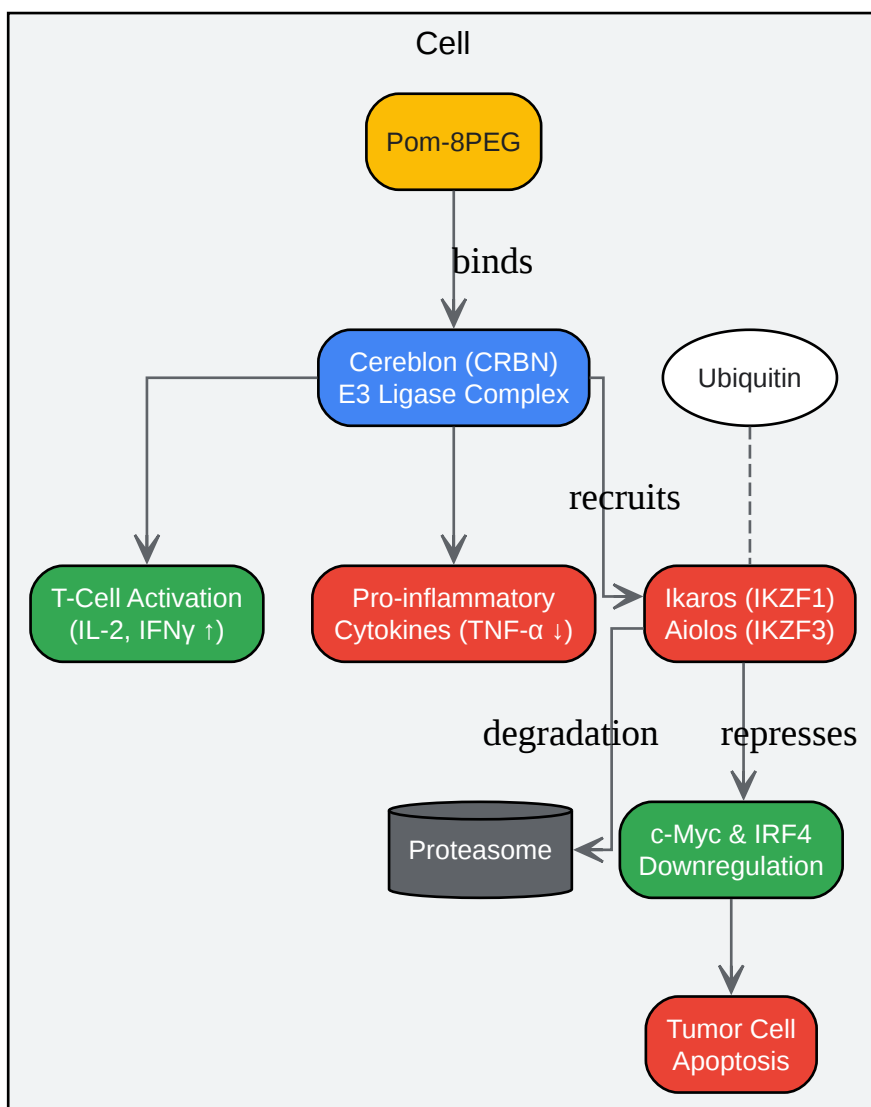 Cell
Pom-8PEG
binds
Cereblon (CRBN)
E3 Ligase Complex
Ubiquitin
recruits
T-Cell Activation
(IL-2, IFNγ ↑)
Pro-inflammatory
Cytokines (TNF-α ↓)
Ikaros (IKZF1)
Aiolos (IKZF3)
degradation
represses
Proteasome
c-Myc & IRF4
Downregulation
Tumor Cell
Apoptosis